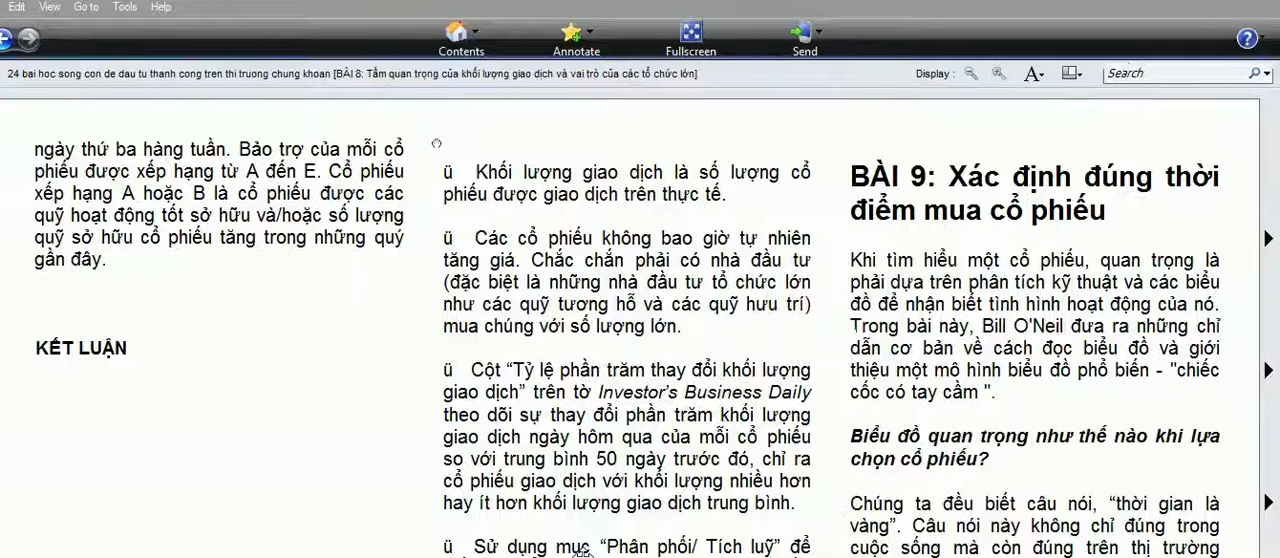 Edit View Go to Tools Help
Contents Annotate Fullscreen Send
24 bai hoc song con de dau tu thanh cong tren thi truong chung khoan [BÀI 8: Tầm quan trọng của khối lượng giao dịch và vai trò của các tổ chức lớn]
Display : A Search
ngày thứ ba hàng tuần. Bảo trợ của mỗi cổ
phiếu được xếp hạng từ A đến E. Cổ phiếu
xếp hạng A hoặc B là cổ phiếu được các
quỹ hoạt động tốt sở hữu và/hoặc số lượng
quỹ sở hữu cổ phiếu tăng trong những quý
gần đây.
KẾT LUẬN
ü Khối lượng giao dịch là số lượng cổ
phiếu được giao dịch trên thực tế.
ü Các cổ phiếu không bao giờ tự nhiên
tăng giá. Chắc chắn phải có nhà đầu tư
(đặc biệt là những nhà đầu tư tổ chức lớn
như các quỹ tương hỗ và các quỹ hưu trí)
mua chúng với số lượng lớn.
ü Cột “Tỷ lệ phần trăm thay đổi khối lượng
giao dịch” trên tờ Investor’s Business Daily
theo dõi sự thay đổi phần trăm khối lượng
giao dịch ngày hôm qua của mỗi cổ phiếu
so với trung bình 50 ngày trước đó, chỉ ra
cổ phiếu giao dịch với khối lượng nhiều hơn
hay ít hơn khối lượng giao dịch trung bình.
ü Sử dụng mục “Phân phối/ Tích luỹ” để
BÀI 9: Xác định đúng thời
điểm mua cổ phiếu
Khi tìm hiểu một cổ phiếu, quan trọng là
phải dựa trên phân tích kỹ thuật và các biểu
đồ để nhận biết tình hình hoạt động của nó.
Trong bài này, Bill O'Neil đưa ra những chỉ
dẫn cơ bản về cách đọc biểu đồ và giới
thiệu một mô hình biểu đồ phổ biến - "chiếc
cốc có tay cầm ".
Biểu đồ quan trọng như thế nào khi lựa
chọn cổ phiếu?
Chúng ta đều biết câu nói, “thời gian là
vàng”. Câu nói này không chỉ đúng trong
cuộc sống mà còn đúng trên thị trường